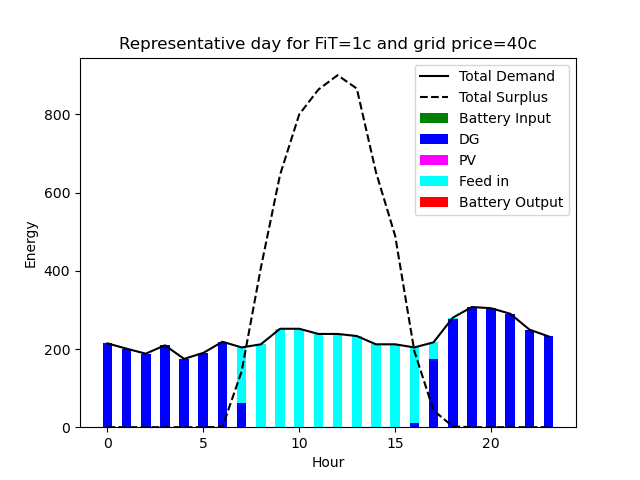 Representative day for FiT=1c and grid price=40c
Total Demand
Total Surplus
Battery Input
DG
PV
Feed in
Battery Output
Energy
800
600
400
200
0
0 5 10 15 20
Hour